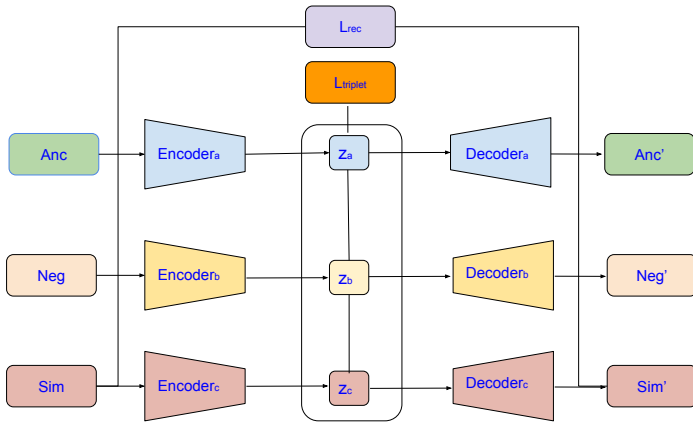 Lrec
Ltriplet
Anc Encodera za Decodera Anc’
Neg Encoderb zb Decoderb Neg’
Sim Encoderc zc Decoderc Sim’